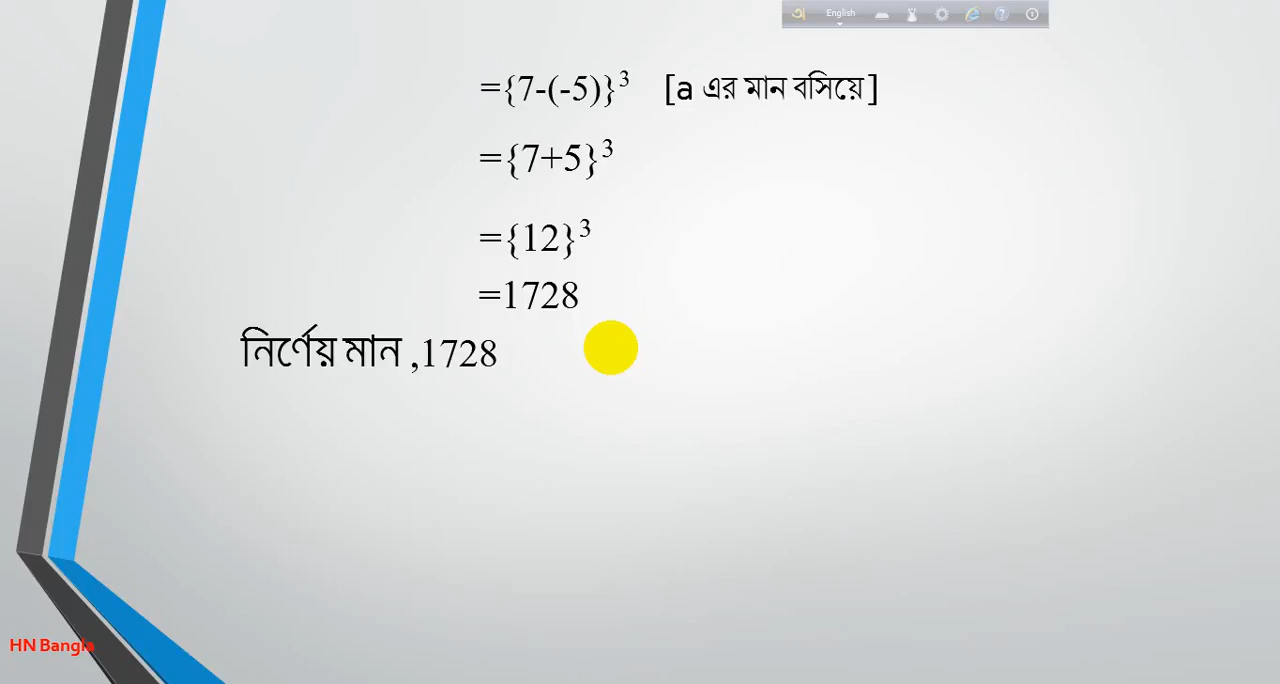 English
={7-(-5)}³ [a এর মান বসিয়ে]
={7+5}³
={12}³
=1728
নির্ণেয় মান ,1728
HN Bangla